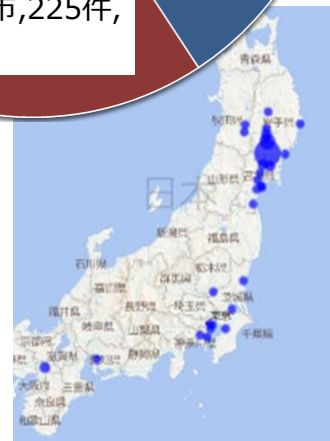 市,225件,
青森県
秋田県
岩手県
山形県
宮城県
日本
新潟県
福島県
石川県
栃木県
富山県
群馬県
茨城県
福井県
長野県
埼玉県
岐阜県
山梨県
東京
千葉県
京都府
滋賀県
愛知県
静岡県
神奈川県
大阪府
三重県
奈良県
和歌山県